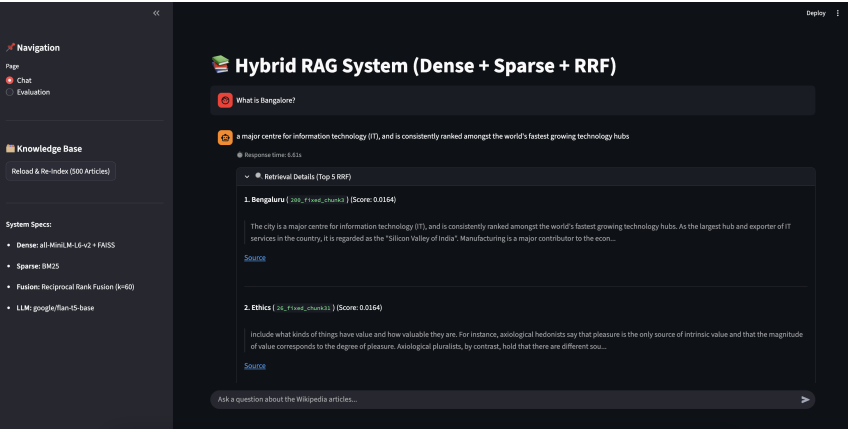 Deploy
Navigation
Page
Chat
Evaluation
Knowledge Base
Reload & Re-Index (500 Articles)
System Specs:
Dense: all-MiniLM-L6-v2 + FAISS
Sparse: BM25
Fusion: Reciprocal Rank Fusion (k=60)
LLM: google/flan-t5-base
Hybrid RAG System (Dense + Sparse + RRF)
What is Bangalore?
a major centre for information technology (IT), and is consistently ranked amongst the world's fastest growing technology hubs
Response time: 6.61s
Retrieval Details (Top 5 RRF)
1. Bengaluru ( 208_fixed_chunk3 ) (Score: 0.0164)
The city is a major centre for information technology (IT), and is consistently ranked amongst the world's fastest growing technology hubs. As the largest hub and exporter of IT
services in the country, it is regarded as the "Silicon Valley of India". Manufacturing is a major contributor to the econ...
Source
2. Ethics ( 26_fixed_chunk31 ) (Score: 0.0164)
include what kinds of things have value and how valuable they are. For instance, axiological hedonists say that pleasure is the only source of intrinsic value and that the magnitude
of value corresponds to the degree of pleasure. Axiological pluralists, by contrast, hold that there are different sou...
Source
Ask a question about the Wikipedia articles...